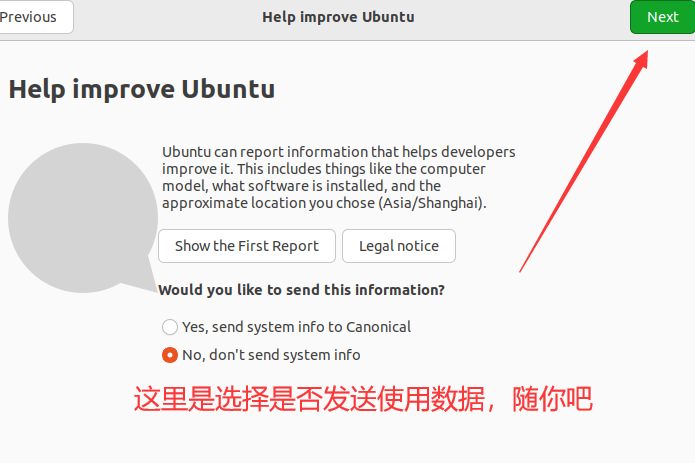 Previous
Help improve Ubuntu
Next
Help improve Ubuntu
Ubuntu can report information that helps developers
improve it. This includes things like the computer
model, what software is installed, and the
approximate location you chose (Asia/Shanghai).
Show the First Report
Legal notice
Would you like to send this information?
Yes, send system info to Canonical
No, don't send system info
这里是选择是否发送使用数据，随你吧